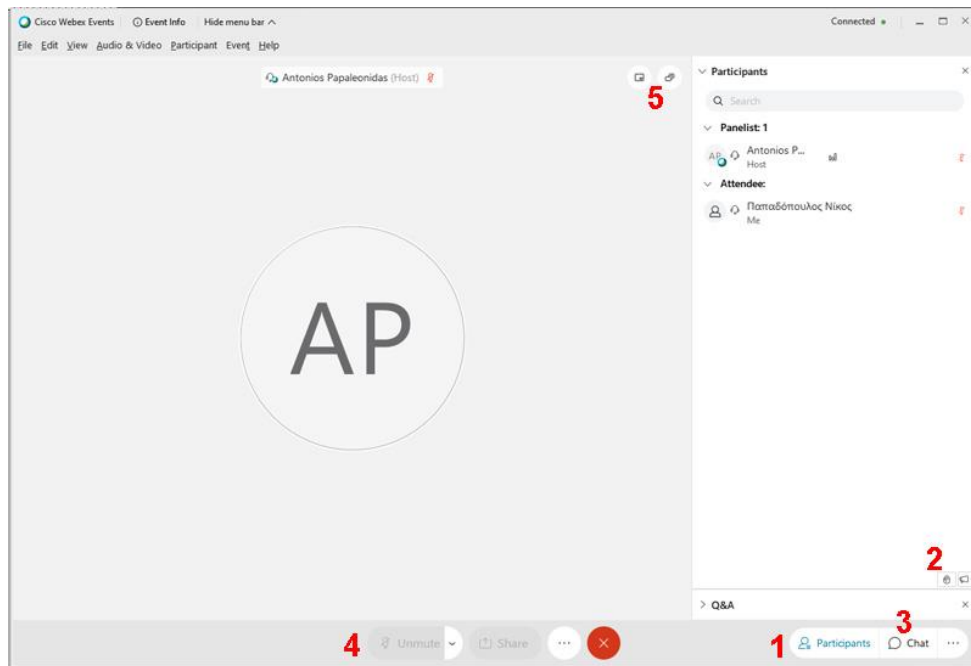 Cisco Webex Events Event Info Hide menu bar Connected
File Edit View Audio & Video Participant Event Help
Antonios Papaleonidas (Host)
5
AP
Participants
Search
Panelist: 1
AP Antonios P...
Host
Attendee:
Παπαδόπουλος Νίκος
Me
2
Q&A
4 Unmute Share ...
1 Participants
3 Chat ...